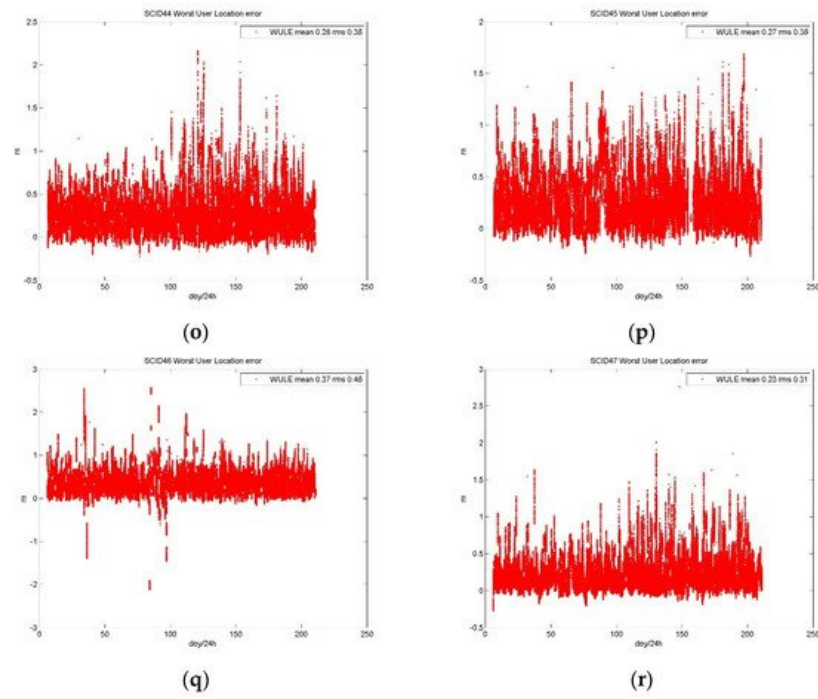 SCID44 Worst User Location error
WULE mean 0.28 rms 0.38
2.5
2
1.5
1
0.5
0
-0.5
m
0 50 100 150 200 250
day/24h
(o)
SCID45 Worst User Location error
WULE mean 0.27 rms 0.38
2
1.5
1
0.5
0
-0.5
m
0 50 100 150 200 250
day/24h
(p)
SCID46 Worst User Location error
WULE mean 0.37 rms 0.48
3
2
1
0
-1
-2
-3
m
0 50 100 150 200 250
day/24h
(q)
SCID47 Worst User Location error
WULE mean 0.23 rms 0.31
3
2.5
2
1.5
1
0.5
0
-0.5
m
0 50 100 150 200 250
day/24h
(r)